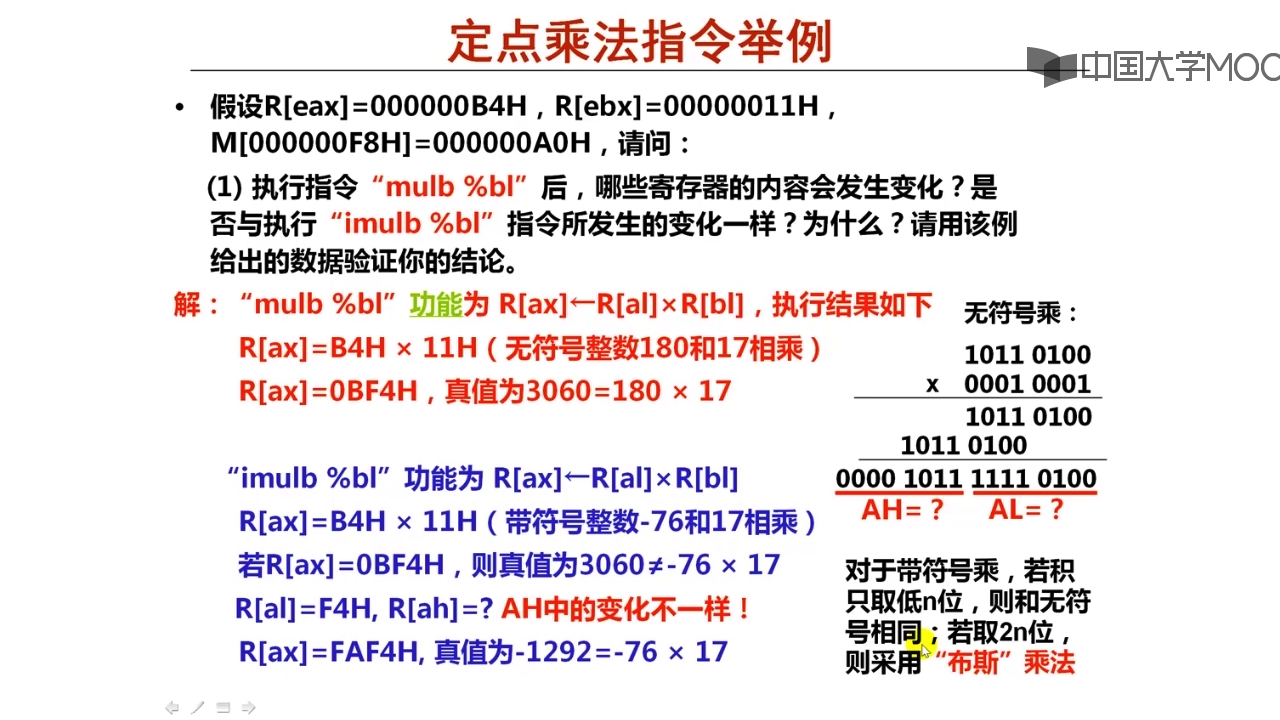 定点乘法指令举例
中国大学MOO
• 假设R[eax]=000000B4H，R[ebx]=00000011H，
M[000000F8H]=000000A0H，请问：
(1) 执行指令“mulb %bl”后，哪些寄存器的内容会发生变化？是
否与执行“imulb %bl”指令所发生的变化一样？为什么？请用该例
给出的数据验证你的结论。
解：“mulb %bl”功能为 R[ax]←R[al]×R[bl]，执行结果如下
R[ax]=B4H × 11H（无符号整数180和17相乘）
R[ax]=0BF4H，真值为3060=180 × 17
“imulb %bl”功能为 R[ax]←R[al]×R[bl]
R[ax]=B4H × 11H（带符号整数-76和17相乘）
若R[ax]=0BF4H，则真值为3060≠-76 × 17
R[al]=F4H, R[ah]=? AH中的变化不一样！
R[ax]=FAF4H, 真值为-1292=-76 × 17
无符号乘：
1011 0100
x 0001 0001
1011 0100
1011 0100
0000 1011 1111 0100
AH=？ AL=？
对于带符号乘，若积
只取低n位，则和无符
号相同；若取2n位，
则采用“布斯”乘法